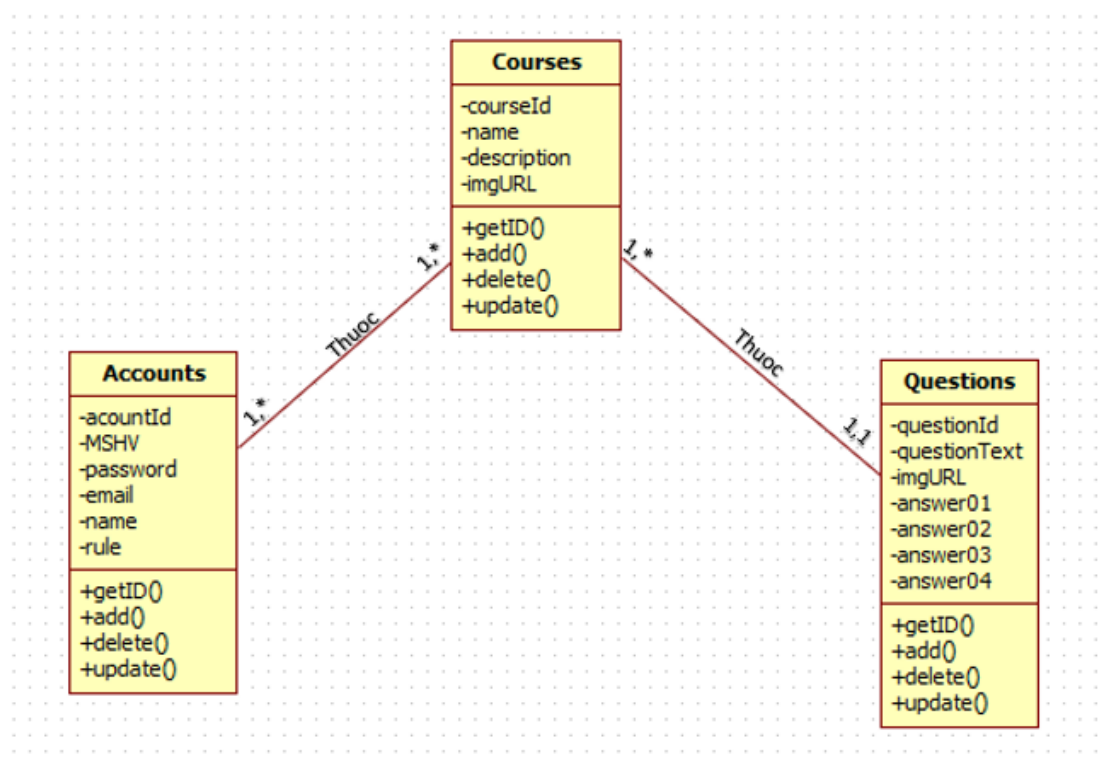 Courses
-courseId
-name
-description
-imgURL
+getID()
+add()
+delete()
+update()
1,*
Thuoc
1,*
1, *
Thuoc
1,1
Accounts
-acountId
-MSHV
-password
-email
-name
-rule
+getID()
+add()
+delete()
+update()
Questions
-questionId
-questionText
-imgURL
-answer01
-answer02
-answer03
-answer04
+getID()
+add()
+delete()
+update()